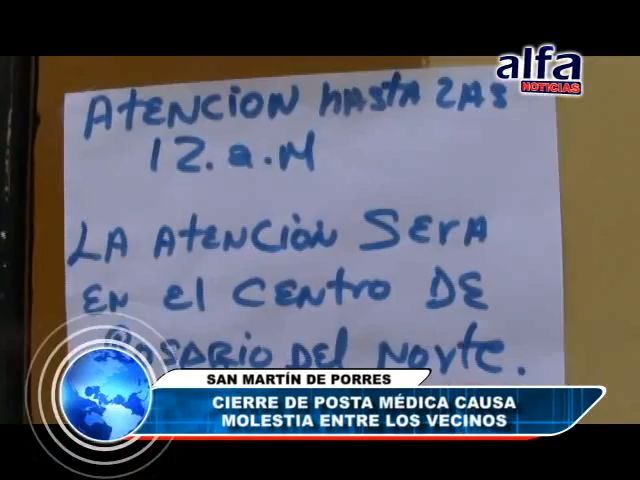 alfa
NOTICIAS
ATENCION HASTA LAS
12.a.M
LA ATENCIÓN SERA
EN El CENTRO DE
ROSARIO DEl NORTE.
SAN MARTÍN DE PORRES
CIERRE DE POSTA MÉDICA CAUSA
MOLESTIA ENTRE LOS VECINOS